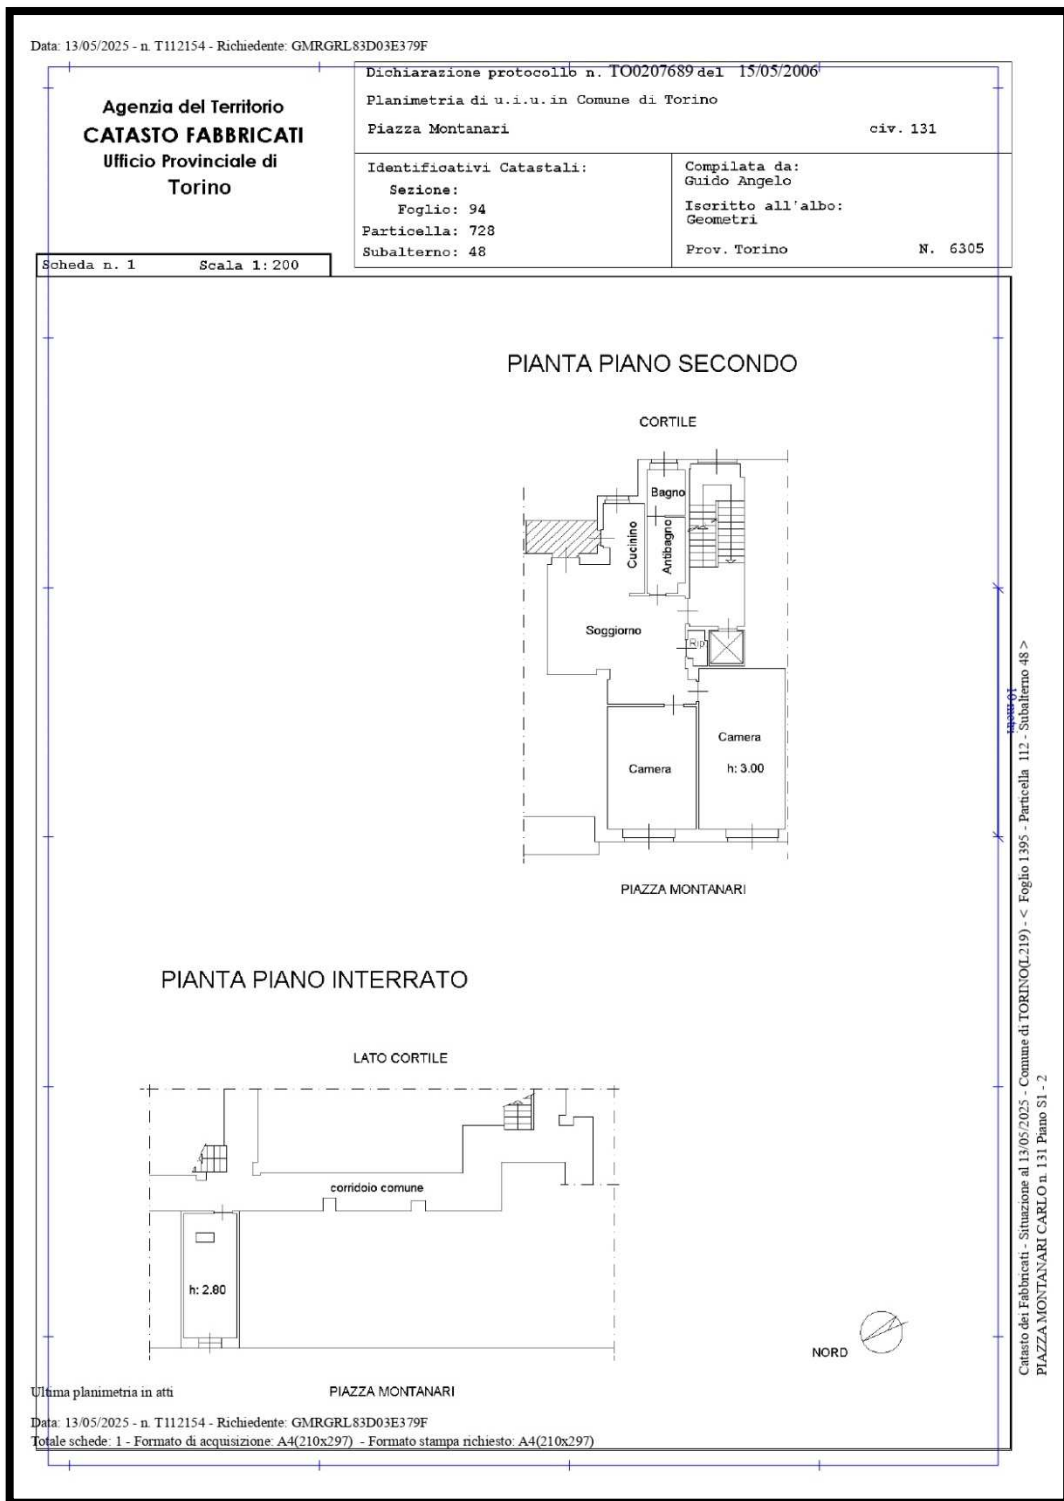 Data: 13/05/2025 - n. T112154 - Richiedente: GMRGRL83D03E379F
Agenzia del Territorio
CATASTO FABBRICATI
Ufficio Provinciale di
Torino
Dichiarazione protocollo n. TO0207689 del 15/05/2006
Planimetria di u.i.u. in Comune di Torino
Piazza Montanari civ. 131
Identificativi Catastali:
Sezione:
Foglio: 94
Particella: 728
Subalterno: 48
Compilata da:
Guido Angelo
Iscritto all'albo:
Geometri
Prov. Torino N. 6305
Scheda n. 1 Scala 1:200
PIANTA PIANO SECONDO
CORTILE
Bagno
Cucinino
Antibagno
Soggiorno
Rip
Camera
h: 3.00
Camera
PIAZZA MONTANARI
10 metri
PIANTA PIANO INTERRATO
LATO CORTILE
corridoio comune
h: 2.80
NORD
PIAZZA MONTANARI
Ultima planimetria in atti
Data: 13/05/2025 - n. T112154 - Richiedente: GMRGRL83D03E379F
Totale schede: 1 - Formato di acquisizione: A4(210x297) - Formato stampa richiesto: A4(210x297)
Catasto dei Fabbricati - Situazione al 13/05/2025 - Comune di TORINO(L219) - < Foglio 1395 - Particella 112 - Subalterno 48 >
PIAZZA MONTANARI CARLO n. 131 Piano S1 - 2